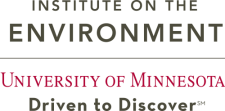 INSTITUTE ON THE
ENVIRONMENT
UNIVERSITY OF MINNESOTA
Driven to Discover℠